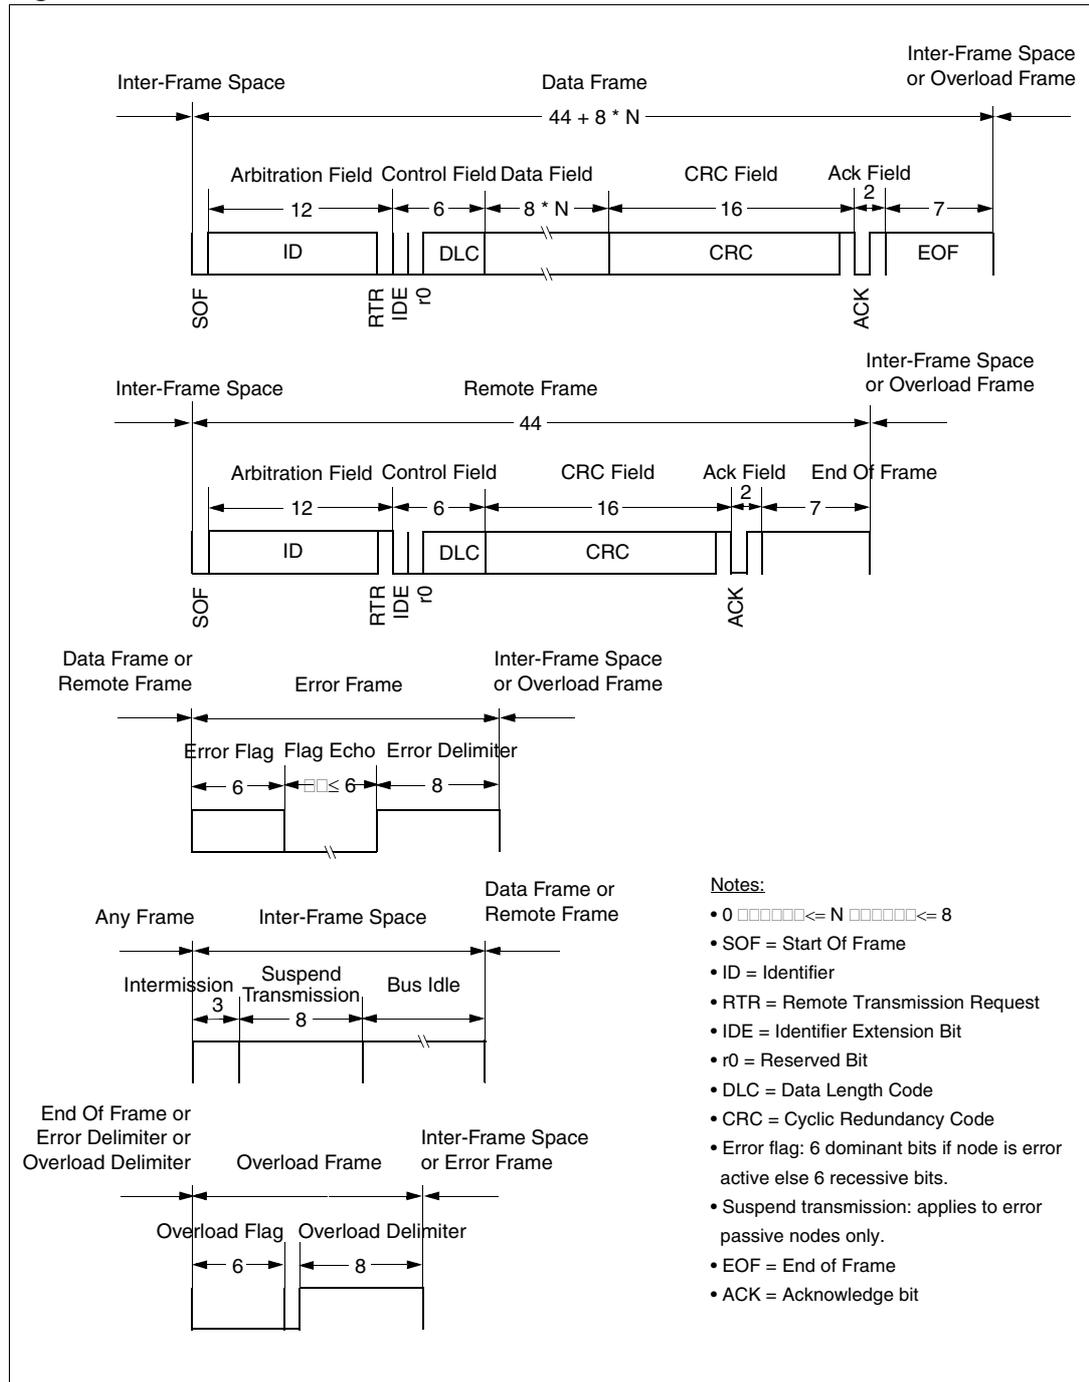 Inter-Frame Space
Data Frame
Inter-Frame Space
or Overload Frame
44 + 8 * N
Arbitration Field
Control Field
Data Field
CRC Field
Ack Field
12
6
8 * N
16
2
7
ID
DLC
CRC
EOF
SOF
RTR
IDE
r0
ACK
Inter-Frame Space
Remote Frame
Inter-Frame Space
or Overload Frame
44
Arbitration Field
Control Field
CRC Field
Ack Field
End Of Frame
12
6
16
2
7
ID
DLC
CRC
SOF
RTR
IDE
r0
ACK
Data Frame or
Remote Frame
Error Frame
Inter-Frame Space
or Overload Frame
Error Flag
Flag Echo
Error Delimiter
6
□□≤ 6
8
Any Frame
Inter-Frame Space
Data Frame or
Remote Frame
Intermission
Suspend
Transmission
Bus Idle
3
8
End Of Frame or
Error Delimiter or
Overload Delimiter
Overload Frame
Inter-Frame Space
or Error Frame
Overload Flag
Overload Delimiter
6
8
Notes:
• 0 □□□□□□<= N □□□□□□<= 8
• SOF = Start Of Frame
• ID = Identifier
• RTR = Remote Transmission Request
• IDE = Identifier Extension Bit
• r0 = Reserved Bit
• DLC = Data Length Code
• CRC = Cyclic Redundancy Code
• Error flag: 6 dominant bits if node is error
active else 6 recessive bits.
• Suspend transmission: applies to error
passive nodes only.
• EOF = End of Frame
• ACK = Acknowledge bit